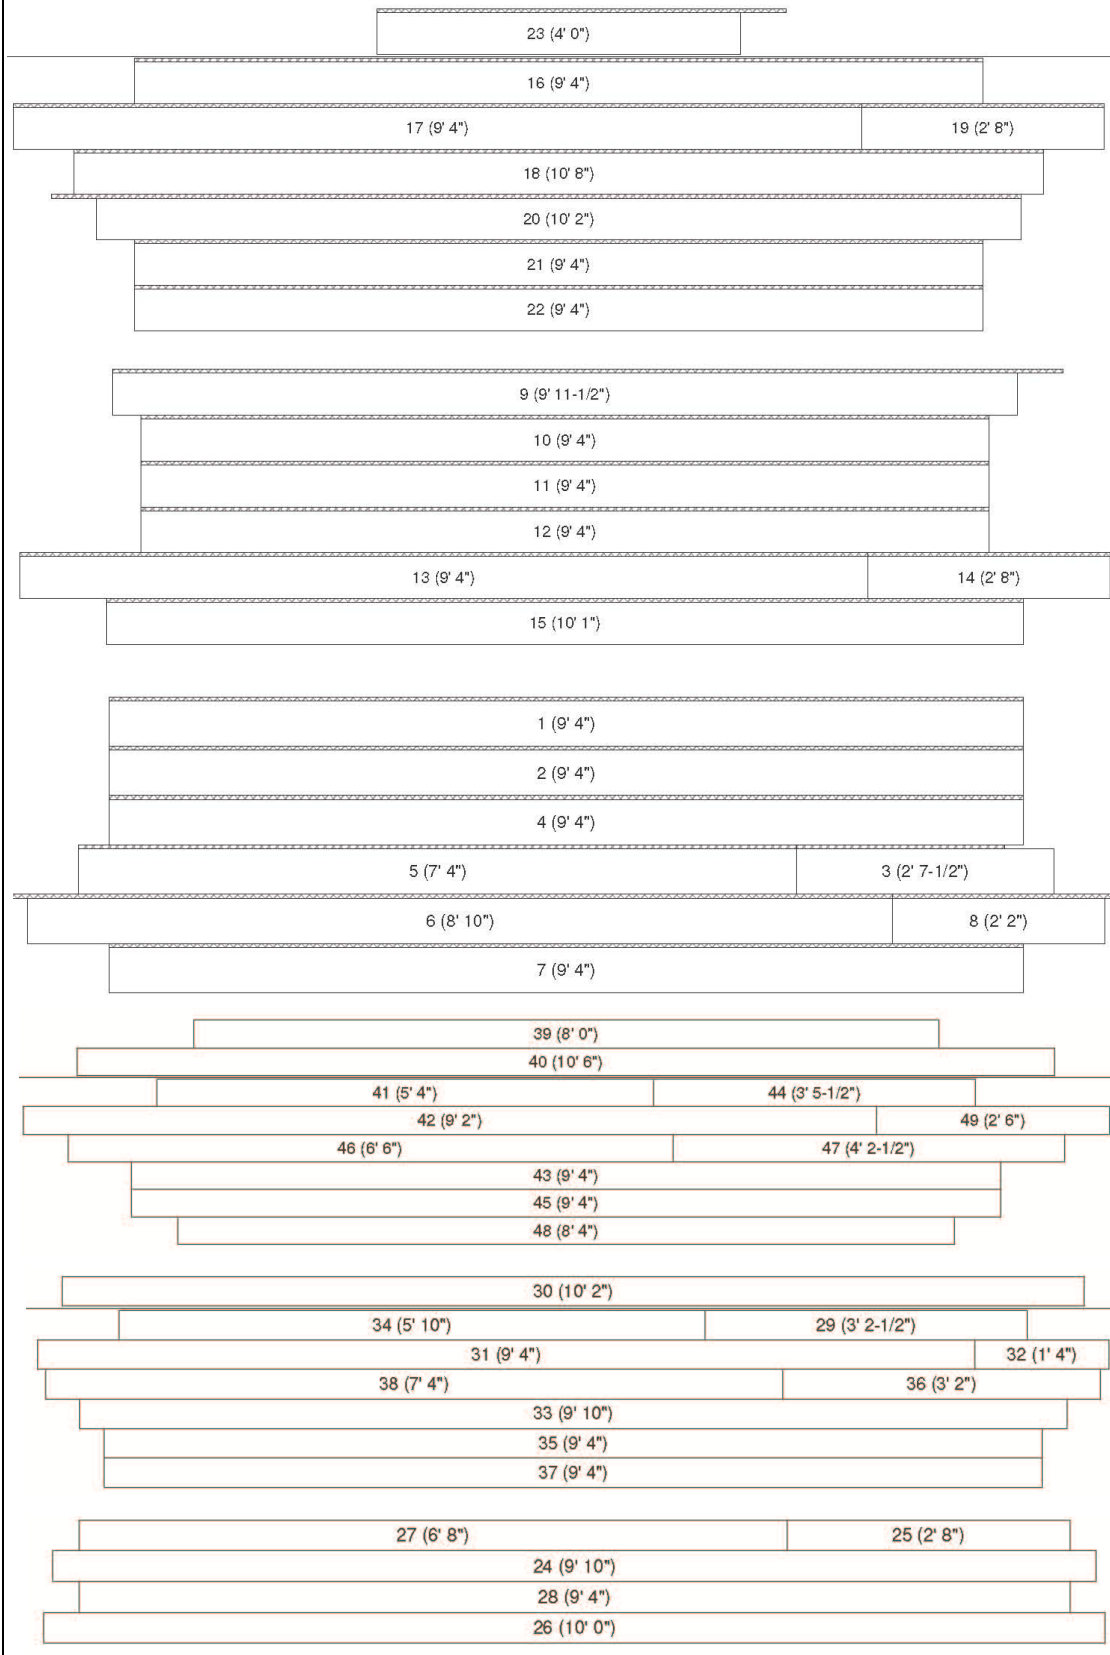 23 (4' 0")
16 (9' 4")
17 (9' 4") 19 (2' 8")
18 (10' 8")
20 (10' 2")
21 (9' 4")
22 (9' 4")
9 (9' 11-1/2")
10 (9' 4")
11 (9' 4")
12 (9' 4")
13 (9' 4") 14 (2' 8")
15 (10' 1")
1 (9' 4")
2 (9' 4")
4 (9' 4")
5 (7' 4") 3 (2' 7-1/2")
6 (8' 10") 8 (2' 2")
7 (9' 4")
39 (8' 0")
40 (10' 6")
41 (5' 4") 44 (3' 5-1/2")
42 (9' 2") 49 (2' 6")
46 (6' 6") 47 (4' 2-1/2")
43 (9' 4")
45 (9' 4")
48 (8' 4")
30 (10' 2")
34 (5' 10") 29 (3' 2-1/2")
31 (9' 4") 32 (1' 4")
38 (7' 4") 36 (3' 2")
33 (9' 10")
35 (9' 4")
37 (9' 4")
27 (6' 8") 25 (2' 8")
24 (9' 10")
28 (9' 4")
26 (10' 0")